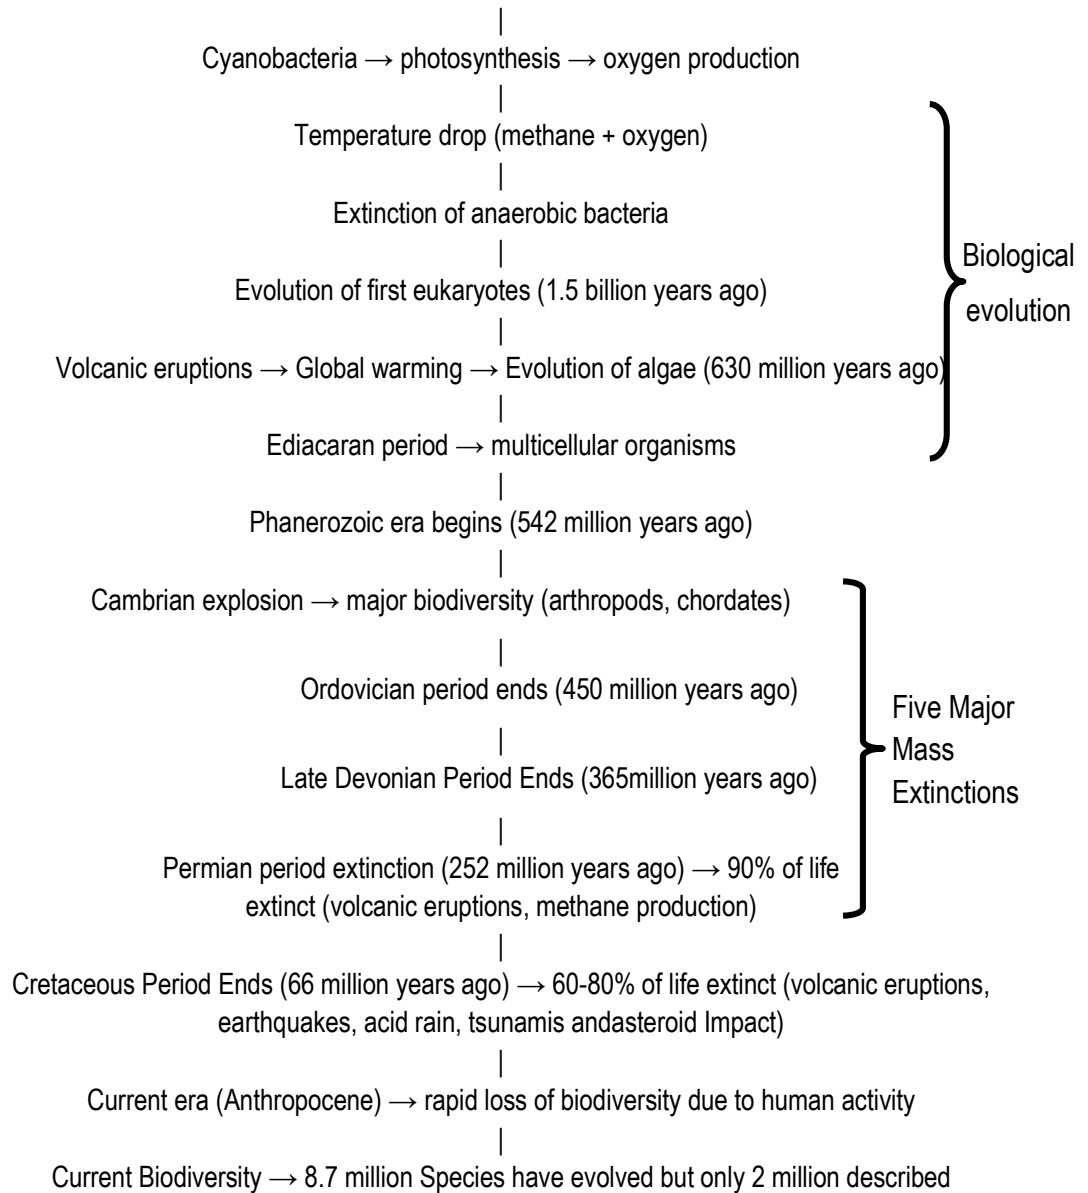 Cyanobacteria → photosynthesis → oxygen production
Temperature drop (methane + oxygen)
Extinction of anaerobic bacteria
Evolution of first eukaryotes (1.5 billion years ago)
Volcanic eruptions → Global warming → Evolution of algae (630 million years ago)
Ediacaran period → multicellular organisms
Biological
evolution
Phanerozoic era begins (542 million years ago)
Cambrian explosion → major biodiversity (arthropods, chordates)
Ordovician period ends (450 million years ago)
Late Devonian Period Ends (365million years ago)
Permian period extinction (252 million years ago) → 90% of life
extinct (volcanic eruptions, methane production)
Five Major
Mass
Extinctions
Cretaceous Period Ends (66 million years ago) → 60-80% of life extinct (volcanic eruptions,
earthquakes, acid rain, tsunamis andasteroid Impact)
Current era (Anthropocene) → rapid loss of biodiversity due to human activity
Current Biodiversity → 8.7 million Species have evolved but only 2 million described